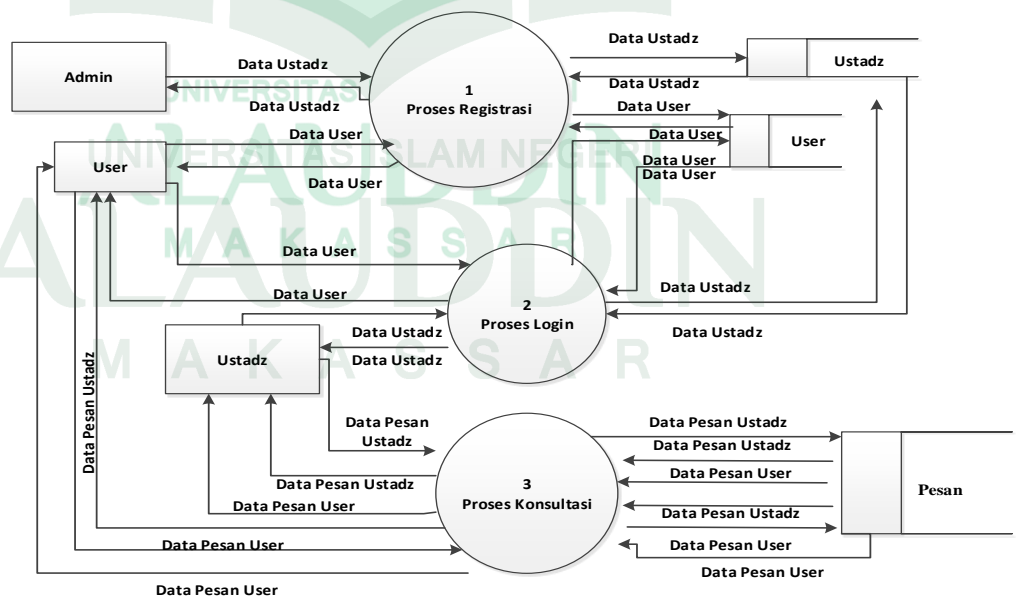 Data Ustadz
Ustadz
Admin
Data Ustadz
Data Ustadz
Data Ustadz
1
Proses Registrasi
Data User
User
Data User
Data User
Data User
Data User
User
Data User
Data User
Data User
Data Ustadz
Data Ustadz
2
Proses Login
Data Ustadz
Data Ustadz
Ustadz
Data Pesan Ustadz
Data Pesan
Ustadz
Data Pesan Ustadz
Data Pesan Ustadz
Data Pesan User
Data Pesan Ustadz
Data Pesan User
3
Proses Konsultasi
Pesan
Data Pesan Ustadz
Data Pesan User
Data Pesan User
Data Pesan User
Data Pesan User
UNIVERSITAS
UNIVERSITAS ISLAM NEGERI
ALAUDDIN
MAKASSAR
ALAUDDIN
MAKASSAR